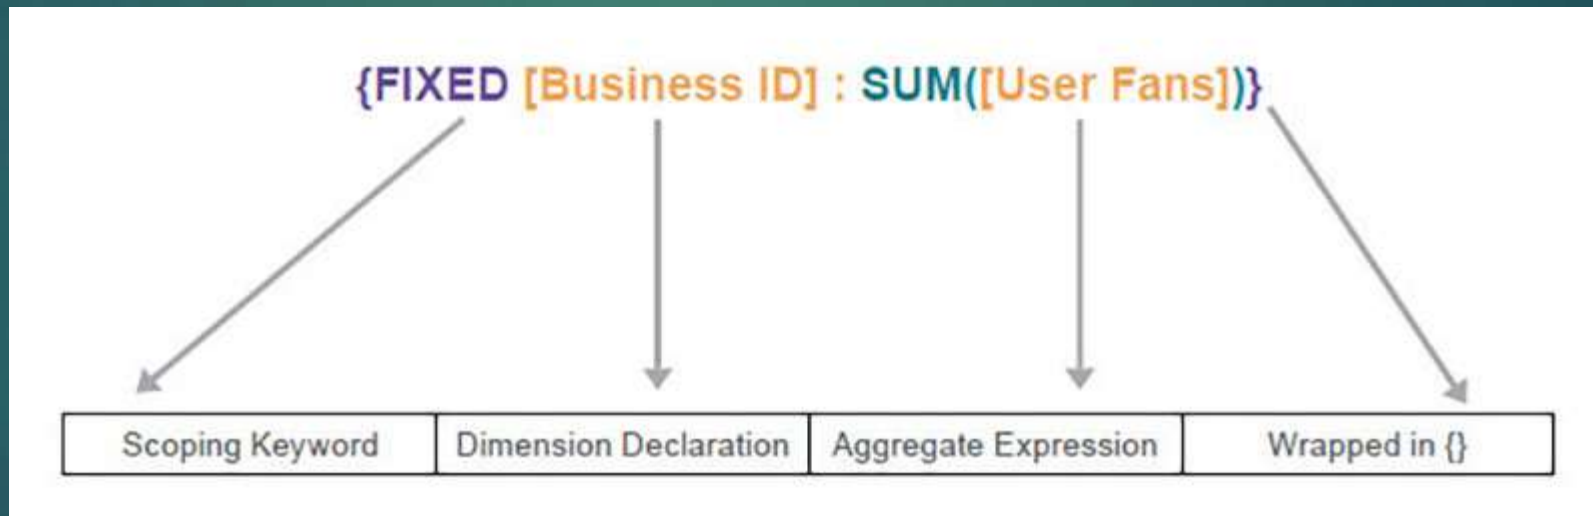 {FIXED [Business ID] : SUM([User Fans])}
Scoping Keyword
Dimension Declaration
Aggregate Expression
Wrapped in {}